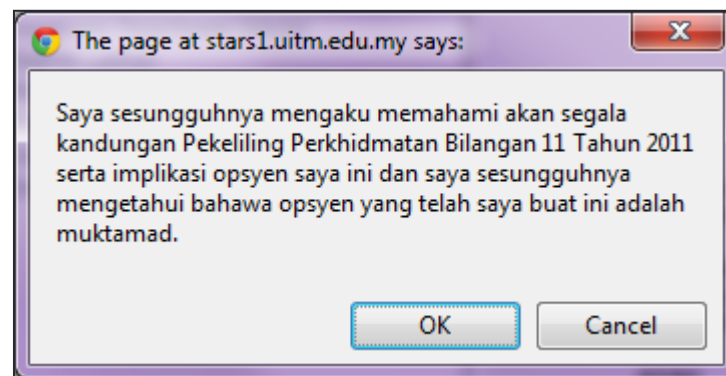 The page at stars1.uitm.edu.my says:
Saya sesungguhnya mengaku memahami akan segala
kandungan Pekeliling Perkhidmatan Bilangan 11 Tahun 2011
serta implikasi opsyen saya ini dan saya sesungguhnya
mengetahui bahawa opsyen yang telah saya buat ini adalah
muktamad.
OK Cancel